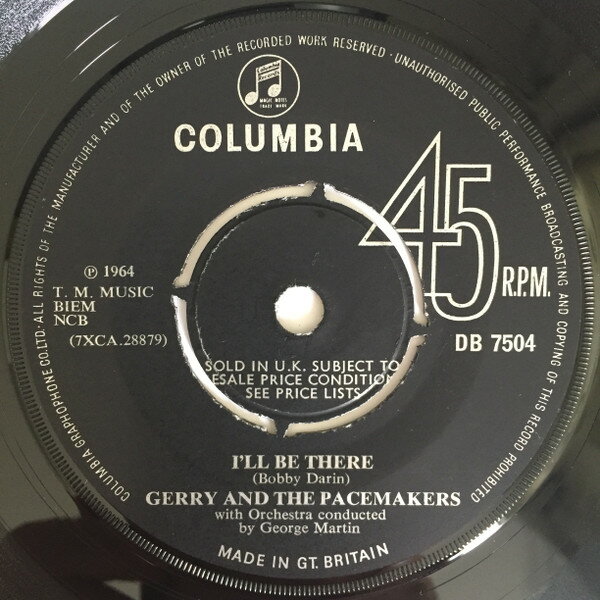 COLUMBIA GRAPHOPHONE CO.LTD·ALL RIGHTS OF THE MANUFACTURER AND OF THE OWNER OF THE RECORDED WORK RESERVED·UNAUTHORISED PUBLIC PERFORMANCE BROADCASTING AND COPYING OF THIS RECORD PROHIBITED
MAGIC NOTES
TRADE MARK
COLUMBIA
45
R.P.M.
℗ 1964
T. M. MUSIC
BIEM
NCB
(7XCA.28879)
DB 7504
SOLD IN U.K. SUBJECT TO
ESALE PRICE CONDITION
SEE PRICE LISTS
I'LL BE THERE
(Bobby Darin)
GERRY AND THE PACEMAKERS
with Orchestra conducted
by George Martin
MADE IN GT. BRITAIN